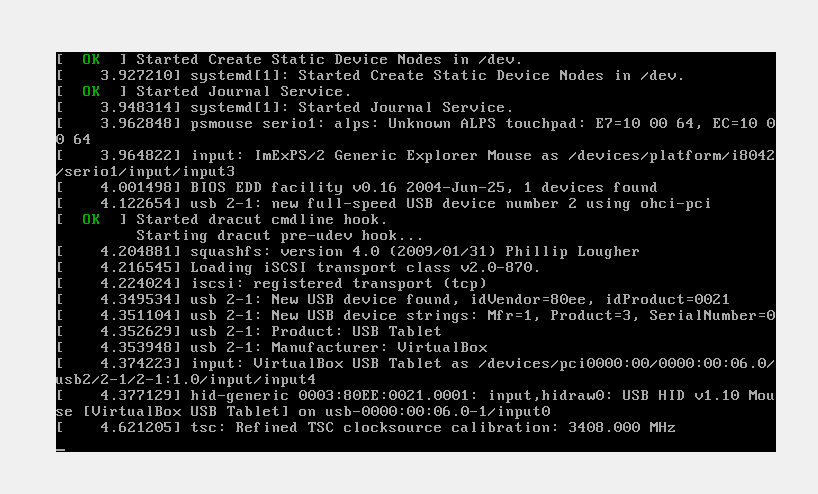 [  OK  ] Started Create Static Device Nodes in /dev.
[    3.927210] systemd[1]: Started Create Static Device Nodes in /dev.
[  OK  ] Started Journal Service.
[    3.948314] systemd[1]: Started Journal Service.
[    3.962848] psmouse serio1: alps: Unknown ALPS touchpad: E7=10 00 64, EC=10 0
0 64
[    3.964822] input: ImExPS/2 Generic Explorer Mouse as /devices/platform/i8042
/serio1/input/input3
[    4.001498] BIOS EDD facility v0.16 2004-Jun-25, 1 devices found
[    4.122654] usb 2-1: new full-speed USB device number 2 using ohci-pci
[  OK  ] Started dracut cmdline hook.
         Starting dracut pre-udev hook...
[    4.204881] squashfs: version 4.0 (2009/01/31) Phillip Lougher
[    4.216545] Loading iSCSI transport class v2.0-870.
[    4.224024] iscsi: registered transport (tcp)
[    4.349534] usb 2-1: New USB device found, idVendor=80ee, idProduct=0021
[    4.351104] usb 2-1: New USB device strings: Mfr=1, Product=3, SerialNumber=0
[    4.352629] usb 2-1: Product: USB Tablet
[    4.353948] usb 2-1: Manufacturer: VirtualBox
[    4.374223] input: VirtualBox USB Tablet as /devices/pci0000:00/0000:00:06.0/
usb2/2-1/2-1:1.0/input/input4
[    4.377129] hid-generic 0003:80EE:0021.0001: input,hidraw0: USB HID v1.10 Mou
se [VirtualBox USB Tablet] on usb-0000:00:06.0-1/input0
[    4.621205] tsc: Refined TSC clocksource calibration: 3408.000 MHz